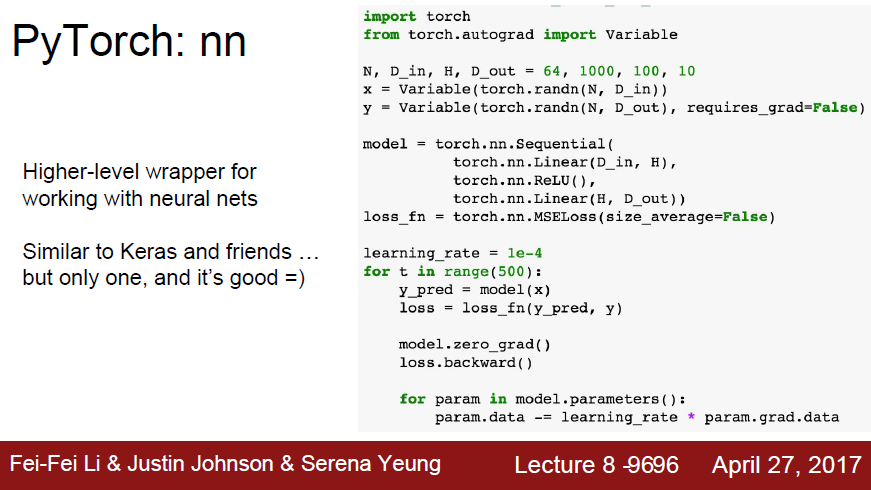 PyTorch: nn
Higher-level wrapper for
working with neural nets
Similar to Keras and friends …
but only one, and it's good =)
import torch
from torch.autograd import Variable
N, D_in, H, D_out = 64, 1000, 100, 10
x = Variable(torch.randn(N, D_in))
y = Variable(torch.randn(N, D_out), requires_grad=False)
model = torch.nn.Sequential(
          torch.nn.Linear(D_in, H),
          torch.nn.ReLU(),
          torch.nn.Linear(H, D_out))
loss_fn = torch.nn.MSELoss(size_average=False)
learning_rate = 1e-4
for t in range(500):
    y_pred = model(x)
    loss = loss_fn(y_pred, y)
    model.zero_grad()
    loss.backward()
    for param in model.parameters():
        param.data -= learning_rate * param.grad.data
Fei-Fei Li & Justin Johnson & Serena Yeung
Lecture 8 -9696
April 27, 2017